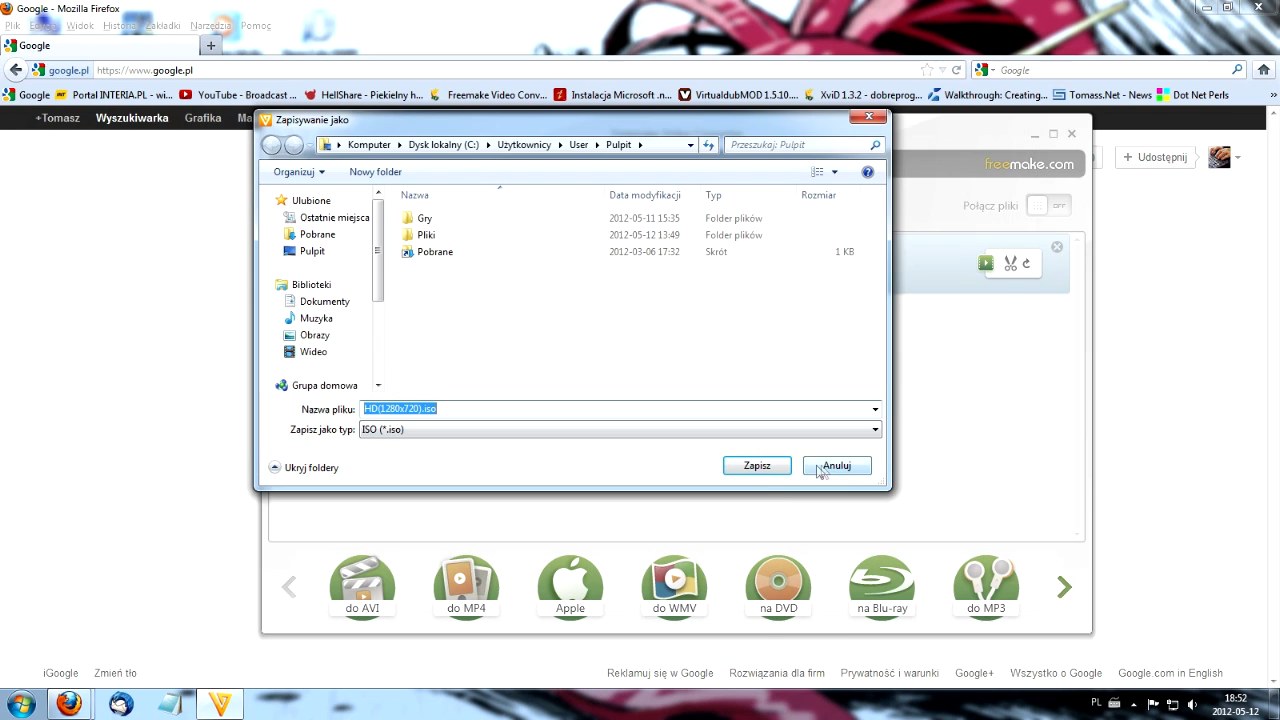 Google - Mozilla Firefox
Plik Edycja Widok Historia Zakładki Narzędzia Pomoc
Google
google.pl https://www.google.pl Google
Google Portal INTERIA.PL - wi... YouTube - Broadcast ... HellShare - Piekielny h... Freemake Video Conv... Instalacja Microsoft .n... VirtualdubMOD 1.5.10.... XviD 1.3.2 - dobreprog... Walkthrough: Creating... Tomass.Net - News Dot Net Perls
+Tomasz Wyszukiwarka Grafika Ma
Zapisywanie jako
Komputer Dysk lokalny (C:) Użytkownicy User Pulpit Przeszukaj: Pulpit
freemake.com
+ Udostępnij
Organizuj New folder
Nazwa Data modyfikacji Typ Rozmiar
Połącz pliki OFF
Ulubione
Ostatnie miejsca
Pobrane
Pulpit
Gry 2012-05-11 15:35 Folder plików
Pliki 2012-05-12 13:49 Folder plików
Pobrane 2012-03-06 17:32 Skrót 1 KB
Biblioteki
Dokumenty
Muzyka
Obrazy
Wideo
Grupa domowa
Nazwa pliku: HD(1280x720).iso
Zapisz jako typ: ISO (*.iso)
Ukryj foldery Zapisz Anuluj
do AVI do MP4 Apple do WMV na DVD na Blu-ray do MP3
iGoogle Zmień tło Reklamuj się w Google Rozwiązania dla firm Prywatność i warunki Google+ Wszystko o Google Google.com in English
PL 18:52
2012-05-12